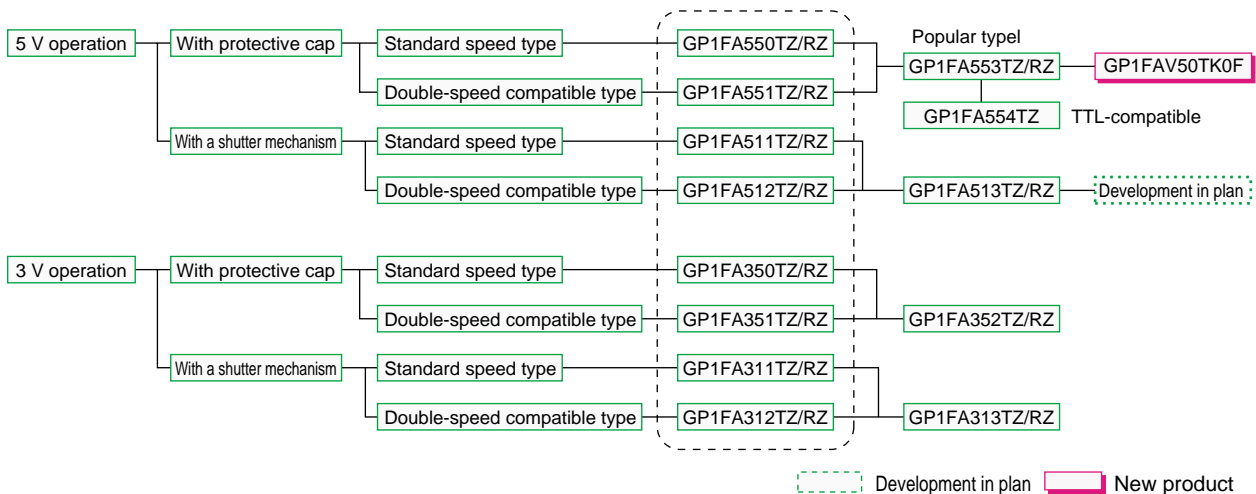 5 V operation
With protective cap
Standard speed type
GP1FA550TZ/RZ
Popular typel
GP1FA553TZ/RZ
GP1FAV50TK0F
Double-speed compatible type
GP1FA551TZ/RZ
GP1FA554TZ
TTL-compatible
With a shutter mechanism
Standard speed type
GP1FA511TZ/RZ
Double-speed compatible type
GP1FA512TZ/RZ
GP1FA513TZ/RZ
Development in plan
3 V operation
With protective cap
Standard speed type
GP1FA350TZ/RZ
Double-speed compatible type
GP1FA351TZ/RZ
GP1FA352TZ/RZ
With a shutter mechanism
Standard speed type
GP1FA311TZ/RZ
Double-speed compatible type
GP1FA312TZ/RZ
GP1FA313TZ/RZ
Development in plan
New product